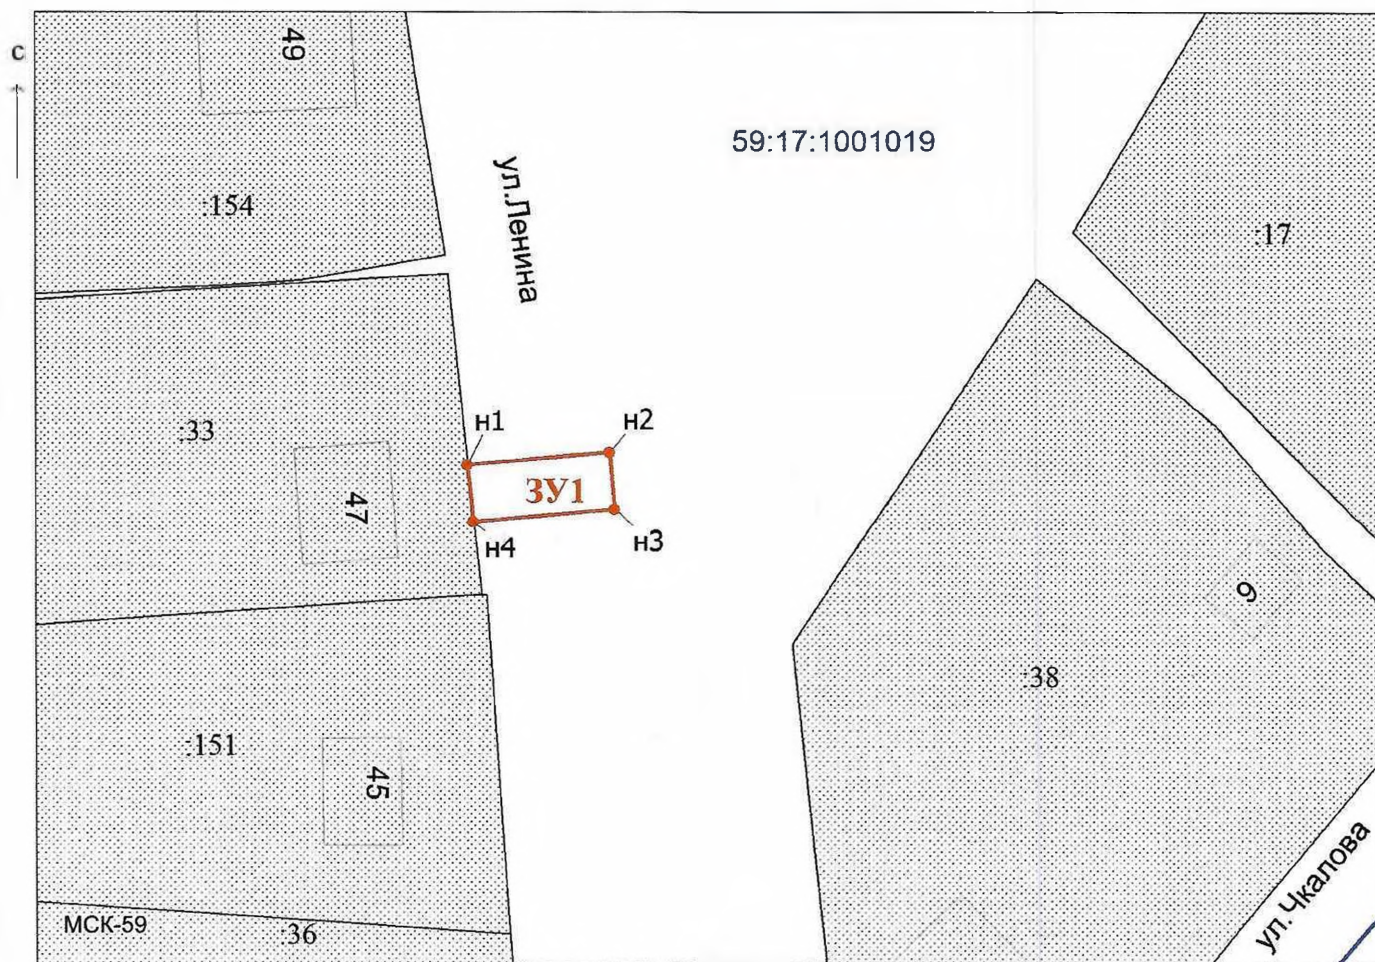 с
49
59:17:1001019
ул.Ленина
:154
:17
:33
н1
н2
ЗУ1
47
н4
н3
9
:38
:151
45
ул.Чкалова
МСК-59
:36